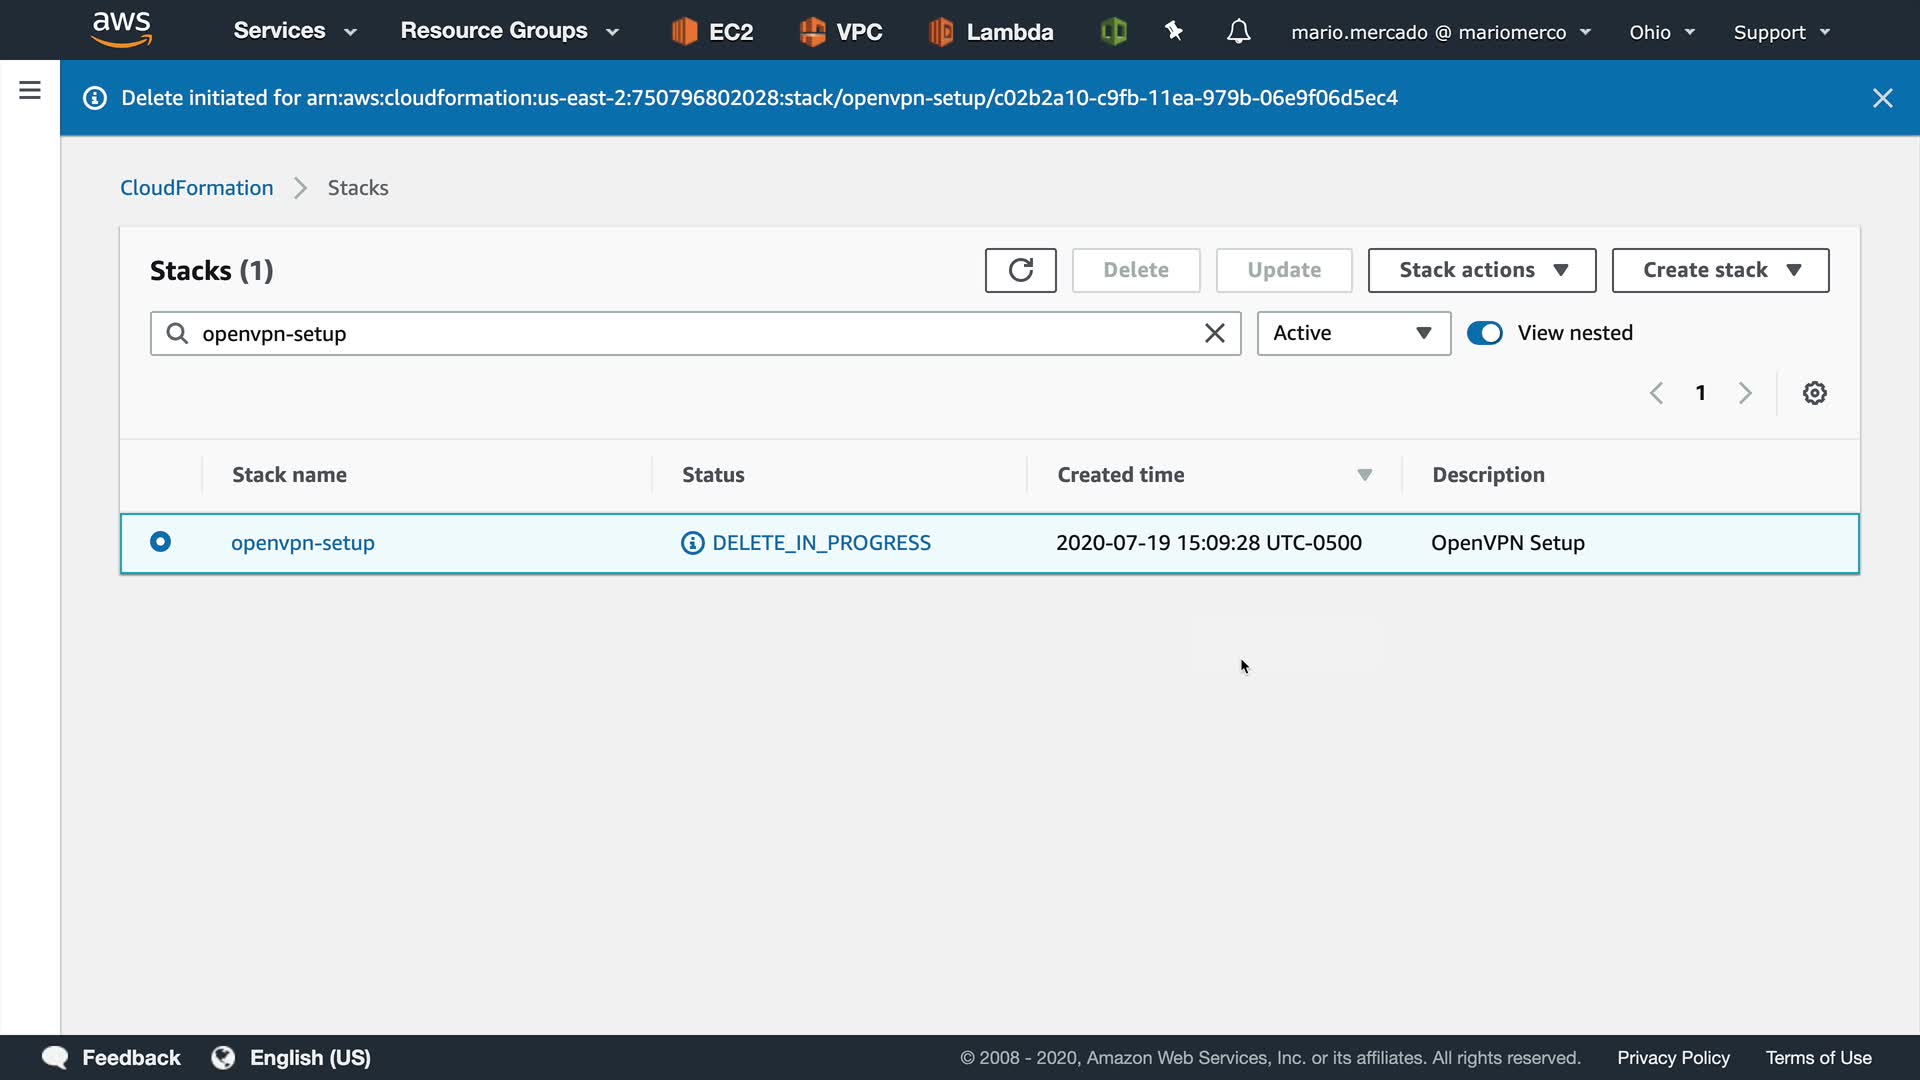 aws Services Resource Groups EC2 VPC Lambda mario.mercado @ mariomerco Ohio Support
Delete initiated for arn:aws:cloudformation:us-east-2:750796802028:stack/openvpn-setup/c02b2a10-c9fb-11ea-979b-06e9f06d5ec4
CloudFormation Stacks
Stacks (1) Delete Update Stack actions Create stack
openvpn-setup Active View nested
1
Stack name Status Created time Description
openvpn-setup DELETE_IN_PROGRESS 2020-07-19 15:09:28 UTC-0500 OpenVPN Setup
Feedback English (US) © 2008 - 2020, Amazon Web Services, Inc. or its affiliates. All rights reserved. Privacy Policy Terms of Use